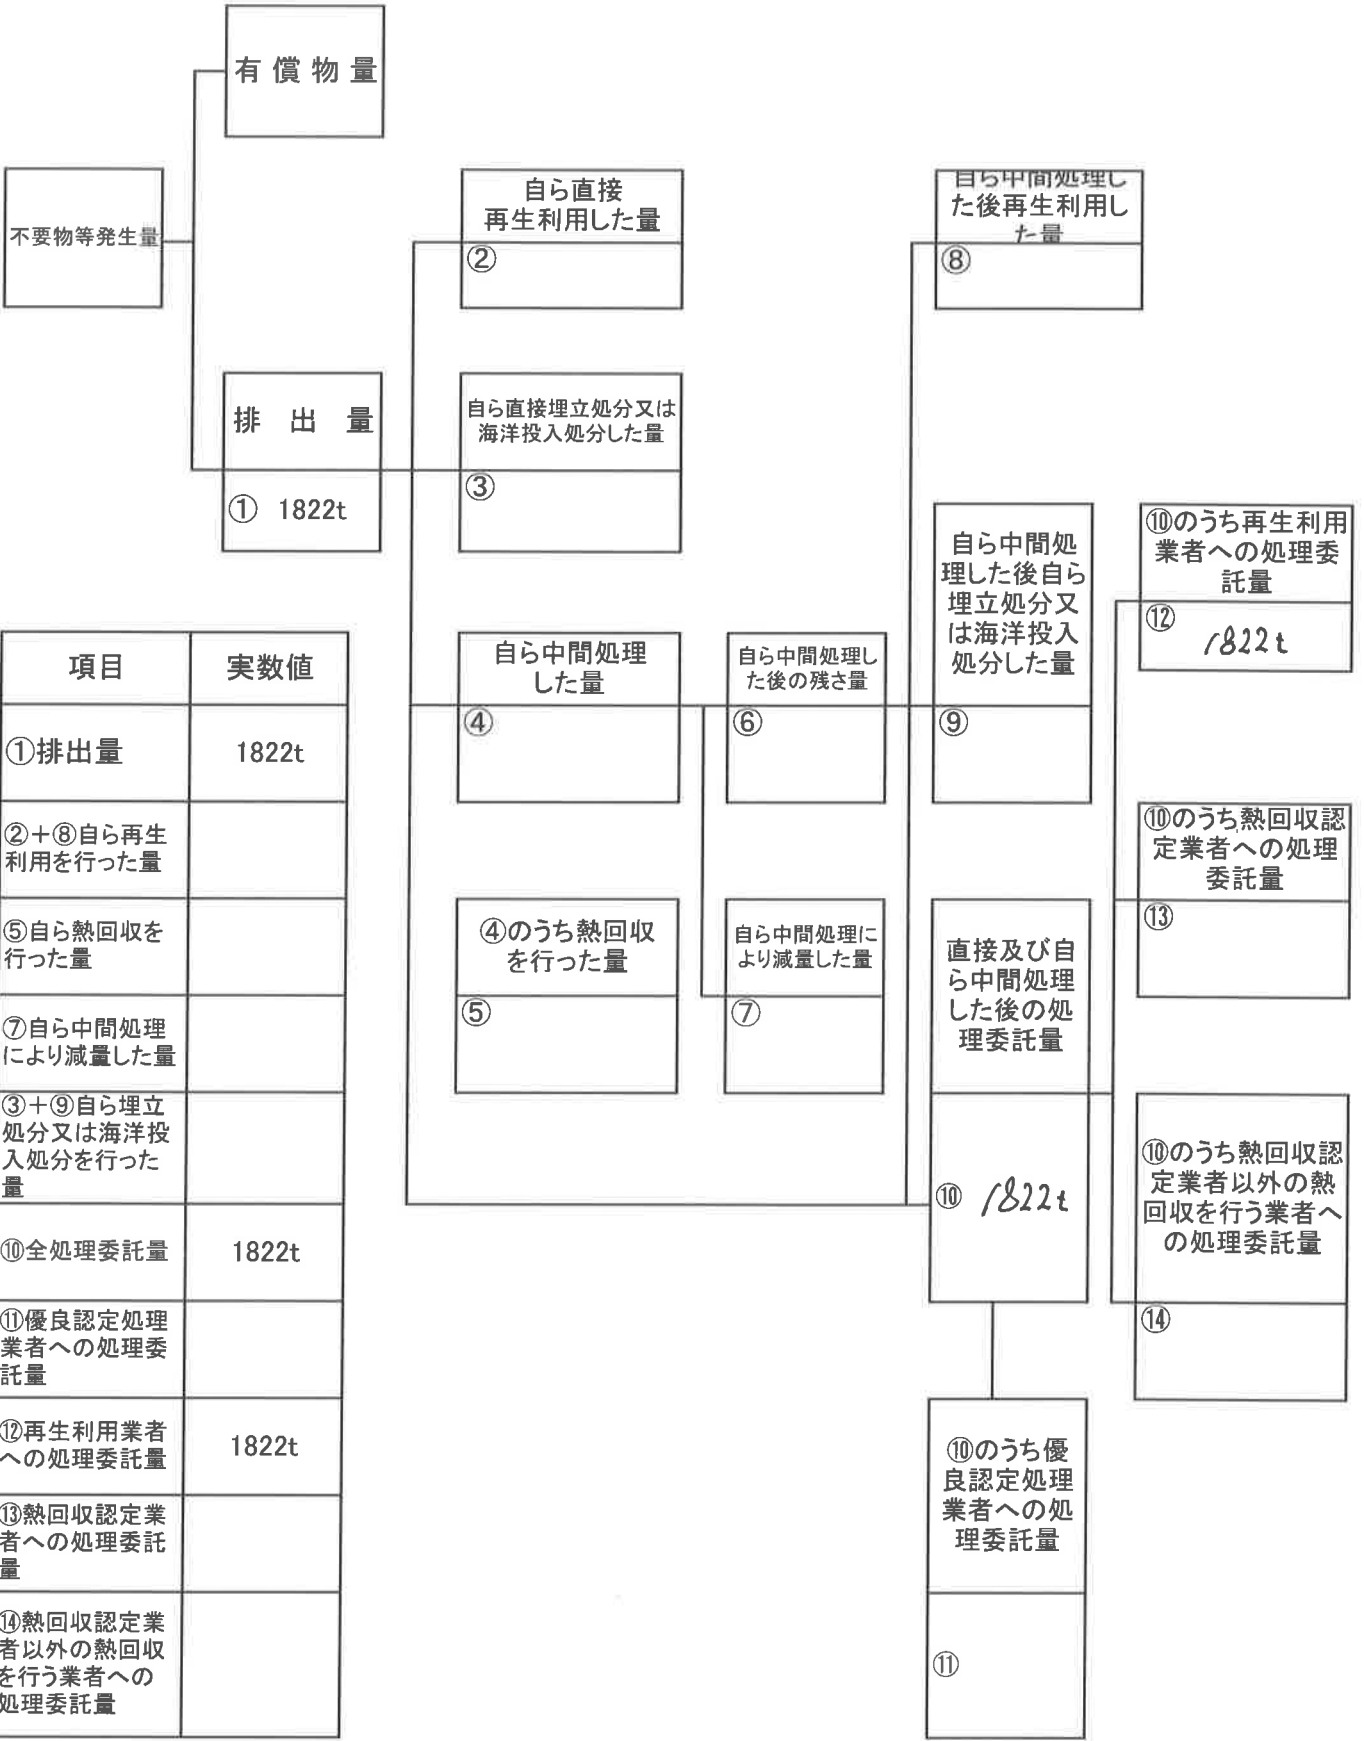 有償物量
不要物等発生量
自ら直接
再生利用した量
②
自ら中間処理し
た後再生利用し
た量
⑧
排出量
① 1822t
自ら直接埋立処分又は
海洋投入処分した量
③
自ら中間処理
した量
④
自ら中間処理し
た後の残さ量
⑥
自ら中間処
理した後自ら
埋立処分又
は海洋投入
処分した量
⑨
⑩のうち再生利用
業者への処理委
託量
⑫
1822t
④のうち熱回収
を行った量
⑤
自ら中間処理に
より減量した量
⑦
直接及び自
ら中間処理
した後の処
理委託量
⑩ 1822t
⑩のうち熱回収認
定業者への処理
委託量
⑬
⑩のうち熱回収認
定業者以外の熱
回収を行う業者へ
の処理委託量
⑭
⑩のうち優
良認定処理
業者への処
理委託量
⑪
項目 実数値
①排出量 1822t
②+⑧自ら再生
利用を行った量
⑤自ら熱回収を
行った量
⑦自ら中間処理
により減量した量
③+⑨自ら埋立
処分又は海洋投
入処分を行った
量
⑩全処理委託量 1822t
⑪優良認定処理
業者への処理委
託量
⑫再生利用業者
への処理委託量 1822t
⑬熱回収認定業
者への処理委託
量
⑭熱回収認定業
者以外の熱回収
を行う業者への
処理委託量